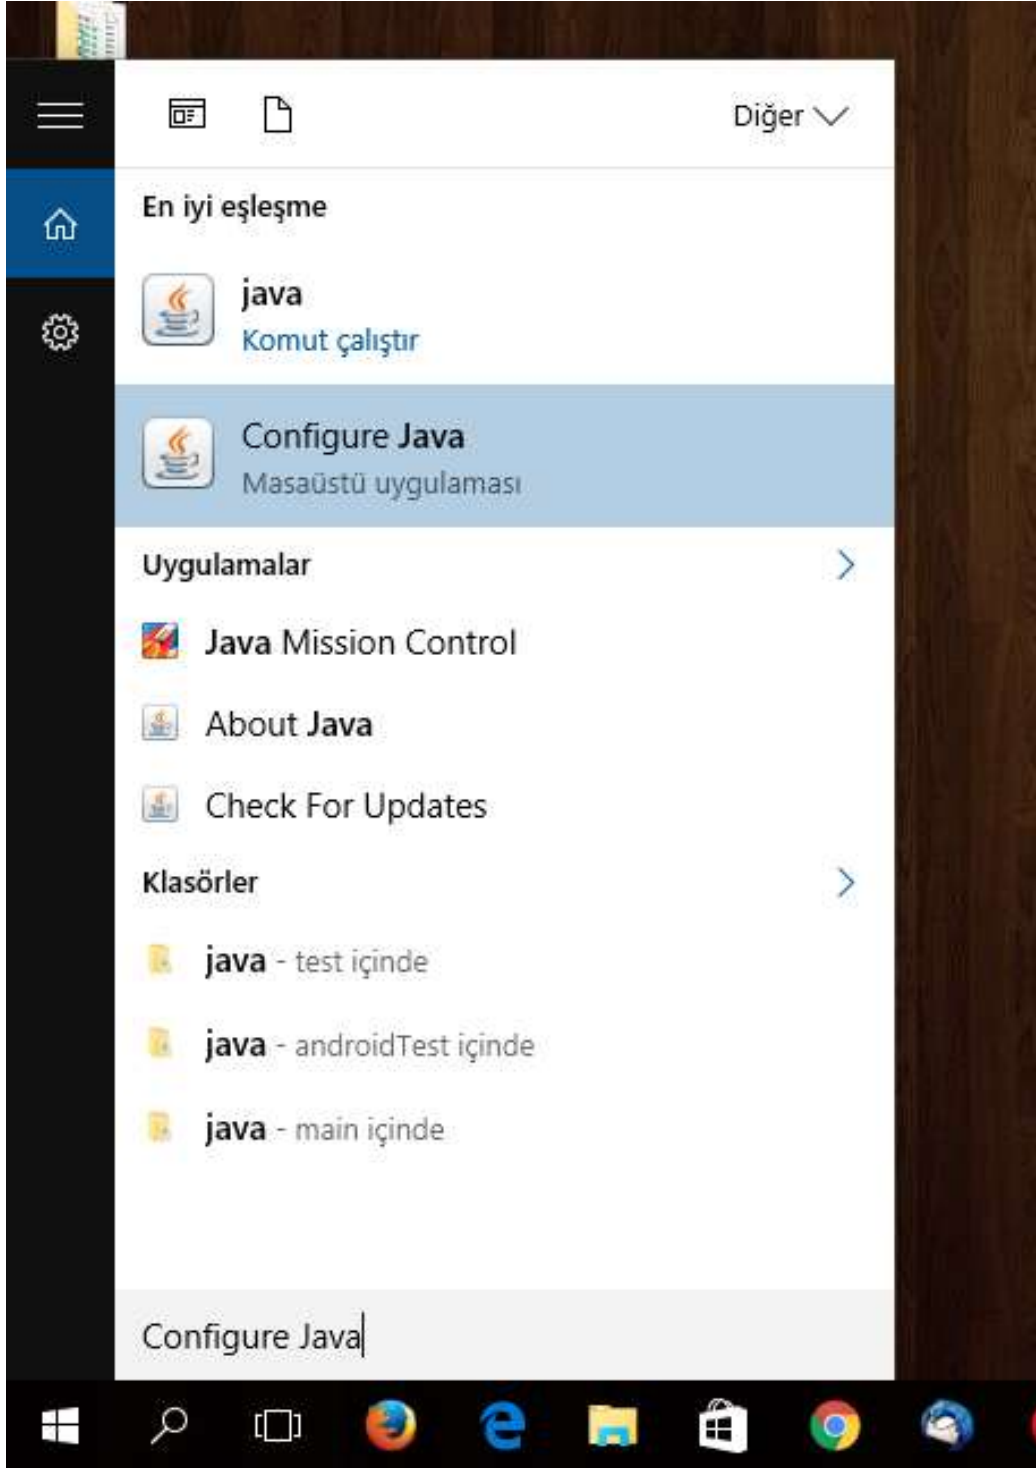 Diğer
En iyi eşleşme
java
Komut çalıştır
Configure Java
Masaüstü uygulaması
Uygulamalar
Java Mission Control
About Java
Check For Updates
Klasörler
java - test içinde
java - androidTest içinde
java - main içinde
Configure Java